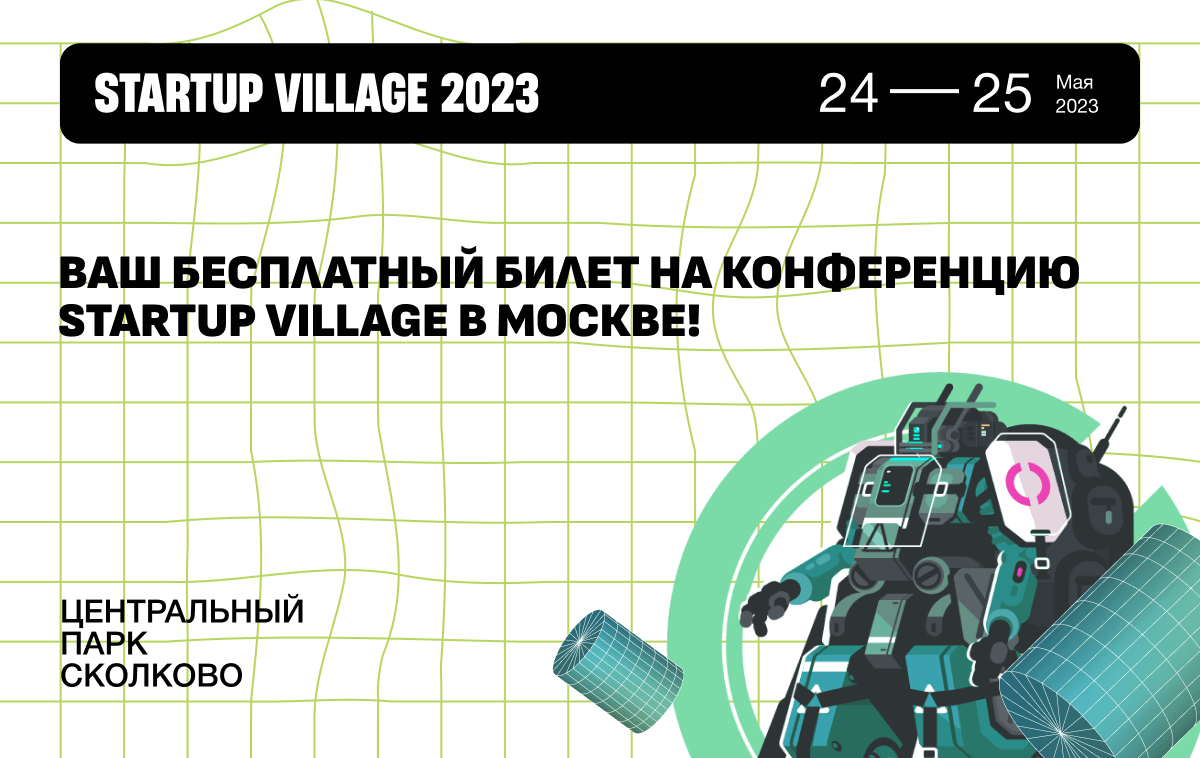 STARTUP VILLAGE 2023
24 — 25 Мая 2023
ВАШ БЕСПЛАТНЫЙ БИЛЕТ НА КОНФЕРЕНЦИЮ
STARTUP VILLAGE В МОСКВЕ!
ЦЕНТРАЛЬНЫЙ
ПАРК
СКОЛКОВО